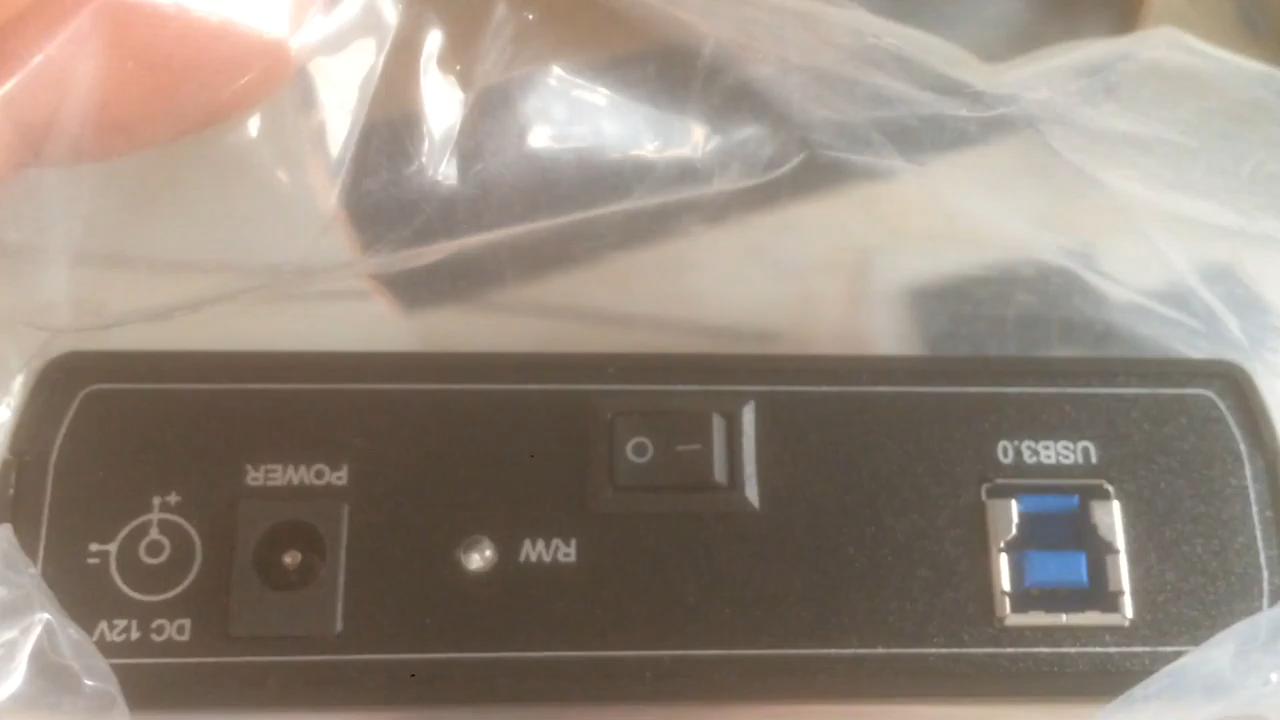 USB3.0
O —
R/W
POWER
+
-
DC 12V